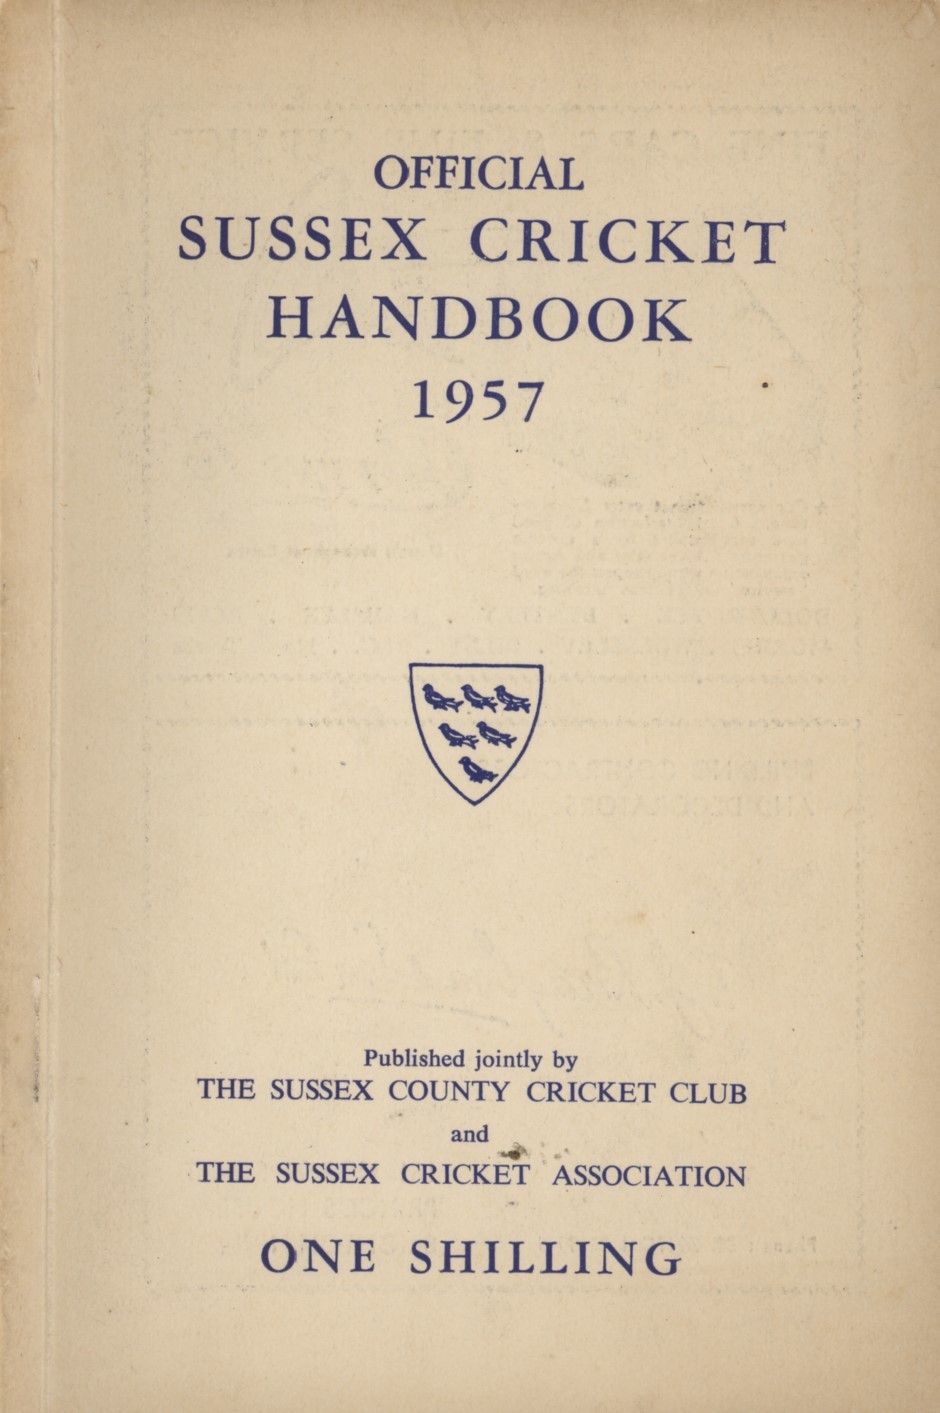 OFFICIAL
SUSSEX CRICKET
HANDBOOK
1957
Published jointly by
THE SUSSEX COUNTY CRICKET CLUB
and
THE SUSSEX CRICKET ASSOCIATION
ONE SHILLING